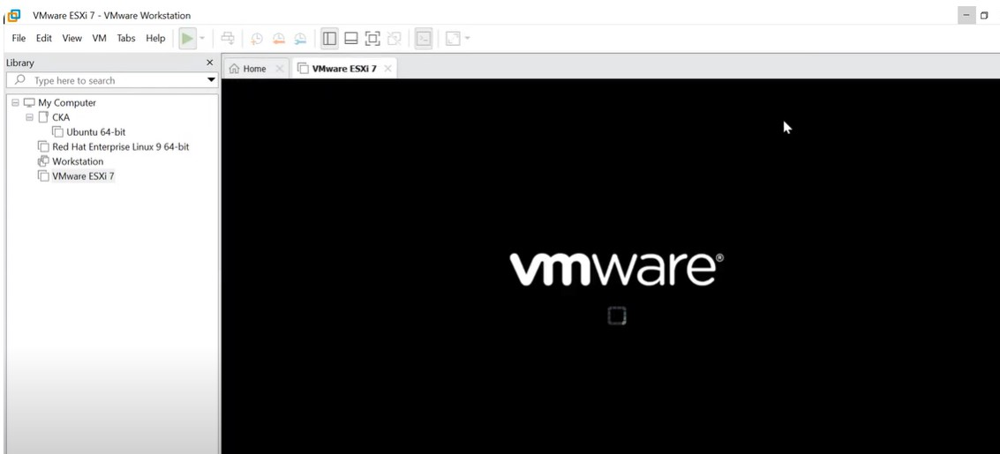 VMware ESXi 7 - VMware Workstation
File Edit View VM Tabs Help
Library
Type here to search
Home
VMware ESXi 7
My Computer
CKA
Ubuntu 64-bit
Red Hat Enterprise Linux 9 64-bit
Workstation
VMware ESXi 7
vmware®